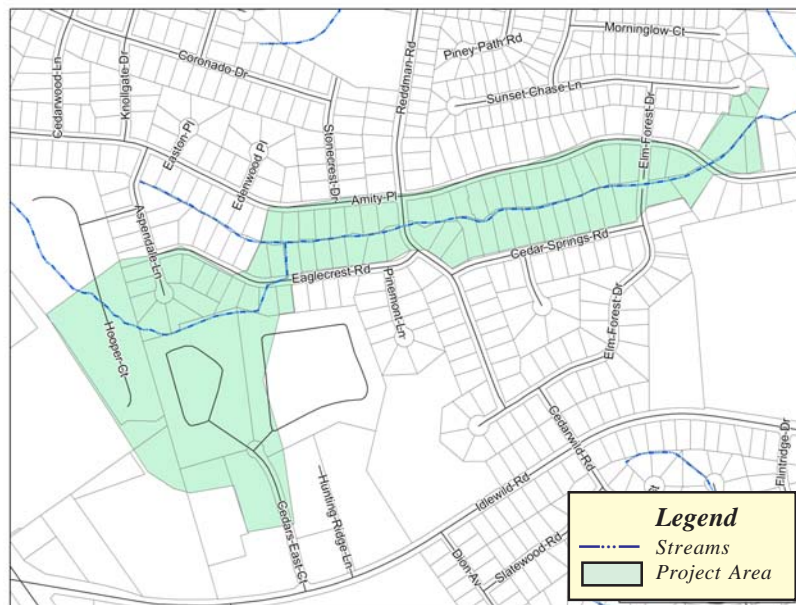 Morninglow Ct
Piney Path Rd
Coronado Dr
Cedarwood Ln
Knollgate Dr
Reddman Rd
Sunset Chase Ln
Elm Forest Dr
Easton Pl
Edenwood Pl
Stonecrest Dr
Amity Pl
Aspendale Ln
Cedar Springs Rd
Eaglecrest Rd
Pinemont Ln
Elm Forest Dr
Hooper Ct
Cedarwild Rd
Flintridge Dr
Idlewild Rd
Hunting Ridge Ln
Cedars East Ct
Slatewood Rd
Dion Av
Legend
Streams
Project Area